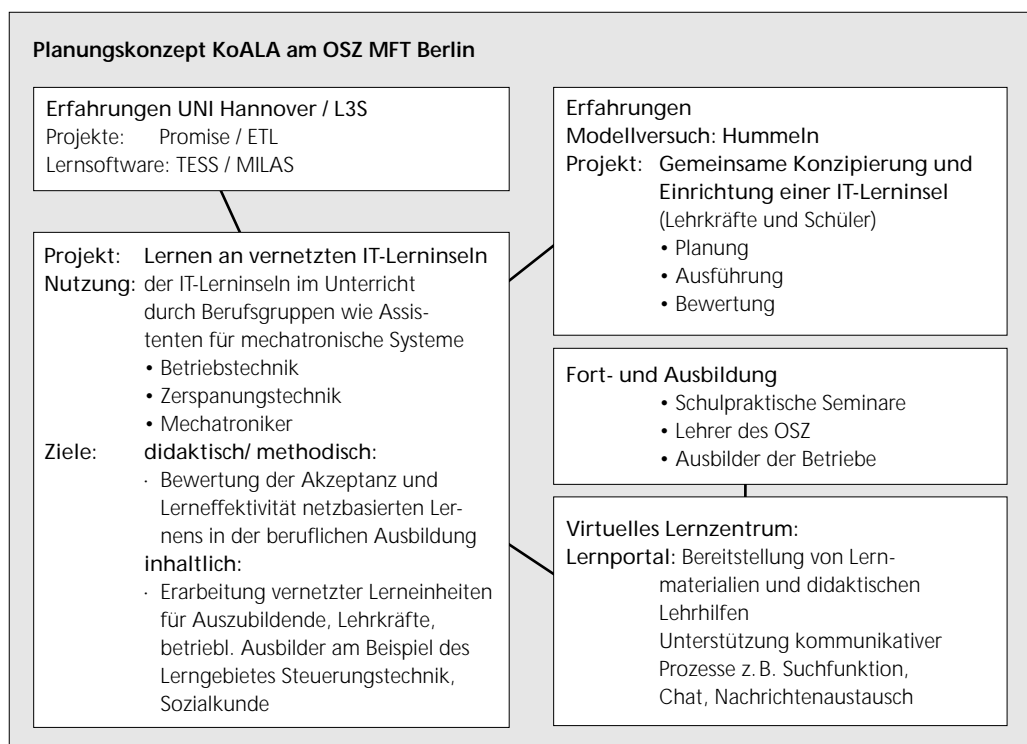 Planungskonzept KoALA am OSZ MFT Berlin
Erfahrungen UNI Hannover / L3S
Projekte: Promise / ETL
Lernsoftware: TESS / MILAS
Projekt: Lernen an vernetzten IT-Lerninseln
Nutzung: der IT-Lerninseln im Unterricht
durch Berufsgruppen wie Assis-
tenten für mechatronische Systeme
• Betriebstechnik
• Zerspanungstechnik
• Mechatroniker
Ziele: didaktisch/ methodisch:
· Bewertung der Akzeptanz und
Lerneffektivität netzbasierten Ler-
nens in der beruflichen Ausbildung
inhaltlich:
· Erarbeitung vernetzter Lerneinheiten
für Auszubildende, Lehrkräfte,
betriebl. Ausbilder am Beispiel des
Lerngebietes Steuerungstechnik,
Sozialkunde
Erfahrungen
Modellversuch: Hummeln
Projekt: Gemeinsame Konzipierung und
Einrichtung einer IT-Lerninsel
(Lehrkräfte und Schüler)
• Planung
• Ausführung
• Bewertung
Fort- und Ausbildung
• Schulpraktische Seminare
• Lehrer des OSZ
• Ausbilder der Betriebe
Virtuelles Lernzentrum:
Lernportal: Bereitstellung von Lern-
materialien und didaktischen
Lehrhilfen
Unterstützung kommunikativer
Prozesse z. B. Suchfunktion,
Chat, Nachrichtenaustausch